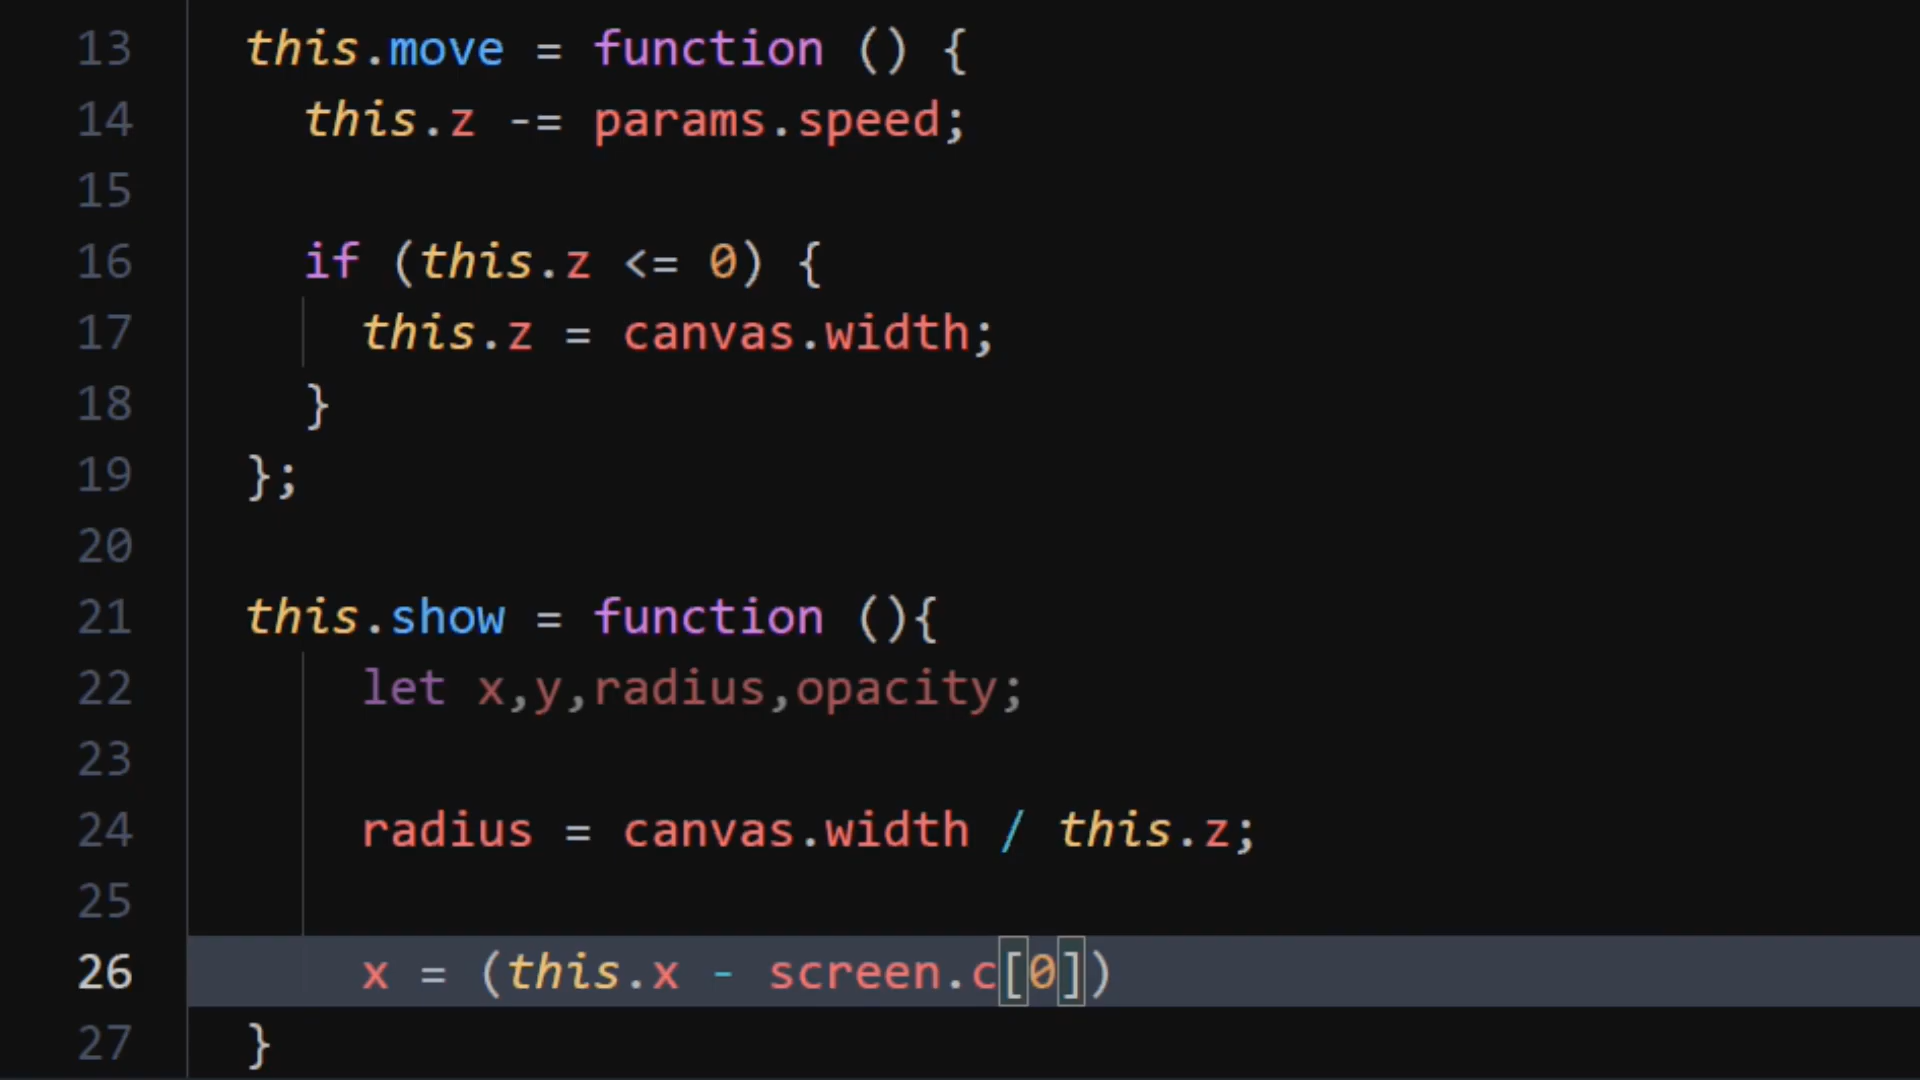 13 this.move = function () {
14 this.z -= params.speed;
15
16 if (this.z <= 0) {
17 this.z = canvas.width;
18 }
19 };
20
21 this.show = function (){
22 let x,y,radius,opacity;
23
24 radius = canvas.width / this.z;
25
26 x = (this.x - screen.c[0])
27 }